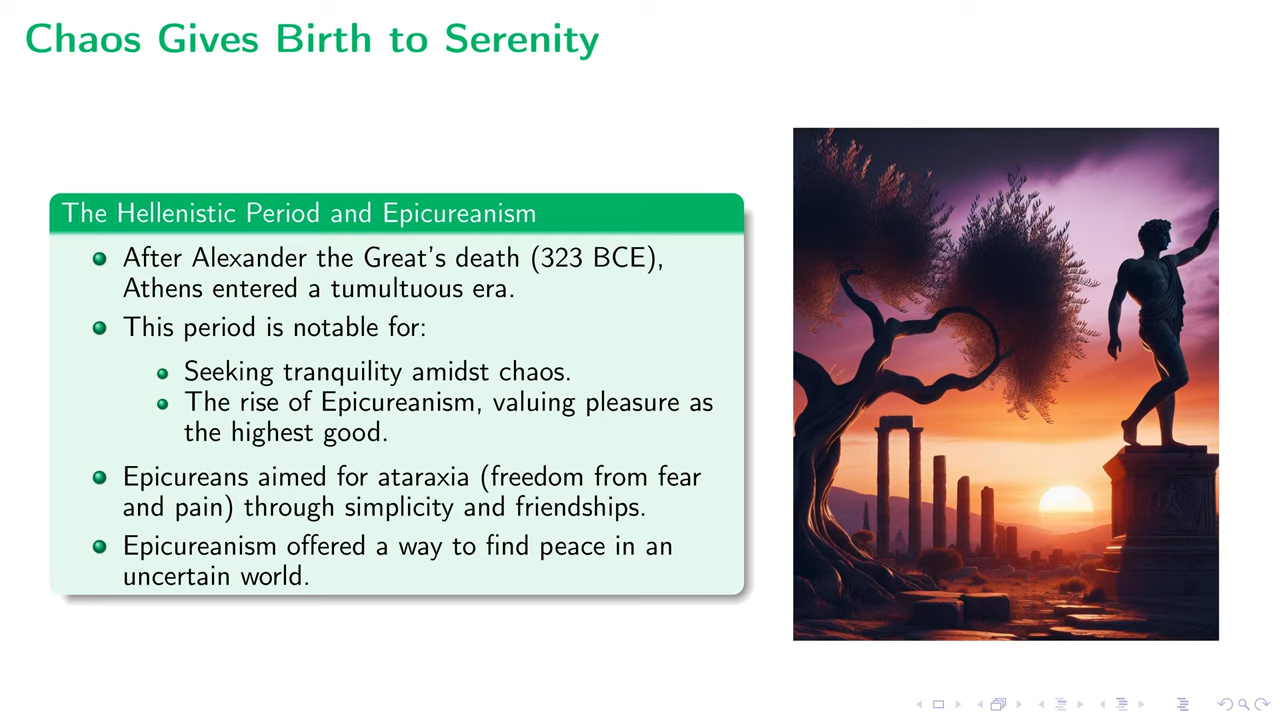 Chaos Gives Birth to Serenity
The Hellenistic Period and Epicureanism
After Alexander the Great's death (323 BCE),
Athens entered a tumultuous era.
This period is notable for:
Seeking tranquility amidst chaos.
The rise of Epicureanism, valuing pleasure as
the highest good.
Epicureans aimed for ataraxia (freedom from fear
and pain) through simplicity and friendships.
Epicureanism offered a way to find peace in an
uncertain world.